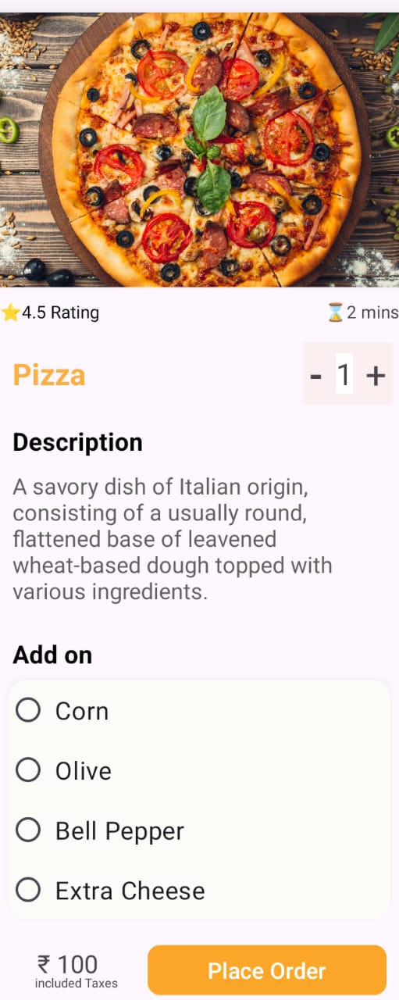 ⭐4.5 Rating
⌛2 mins
Pizza
- 1 +
Description
A savory dish of Italian origin,
consisting of a usually round,
flattened base of leavened
wheat-based dough topped with
various ingredients.
Add on
Corn
Olive
Bell Pepper
Extra Cheese
₹ 100
included Taxes
Place Order